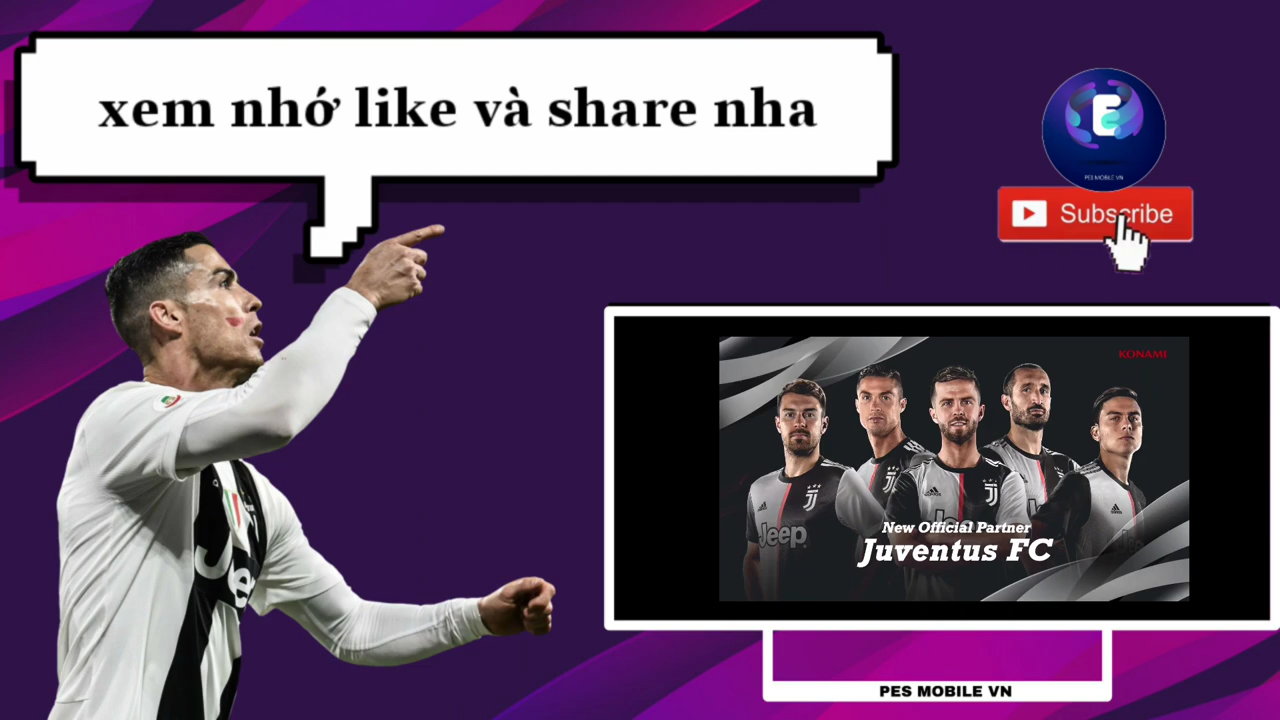 xem nhớ like và share nha
E
PES MOBILE VN
Subscribe
KONAMI
Jeep
New Official Partner
Juventus FC
Jeep
PES MOBILE VN